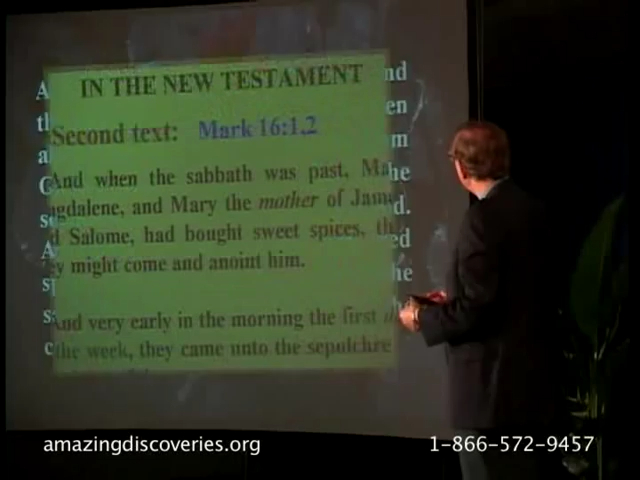 IN THE NEW TESTAMENT
Second text: Mark 16:1,2
And when the sabbath was past, Ma
gdalene, and Mary the mother of Jam
d Salome, had bought sweet spices, th
ey might come and anoint him.
And very early in the morning the first
the week, they came unto the sepulchre
amazingdiscoveries.org 1-866-572-9457